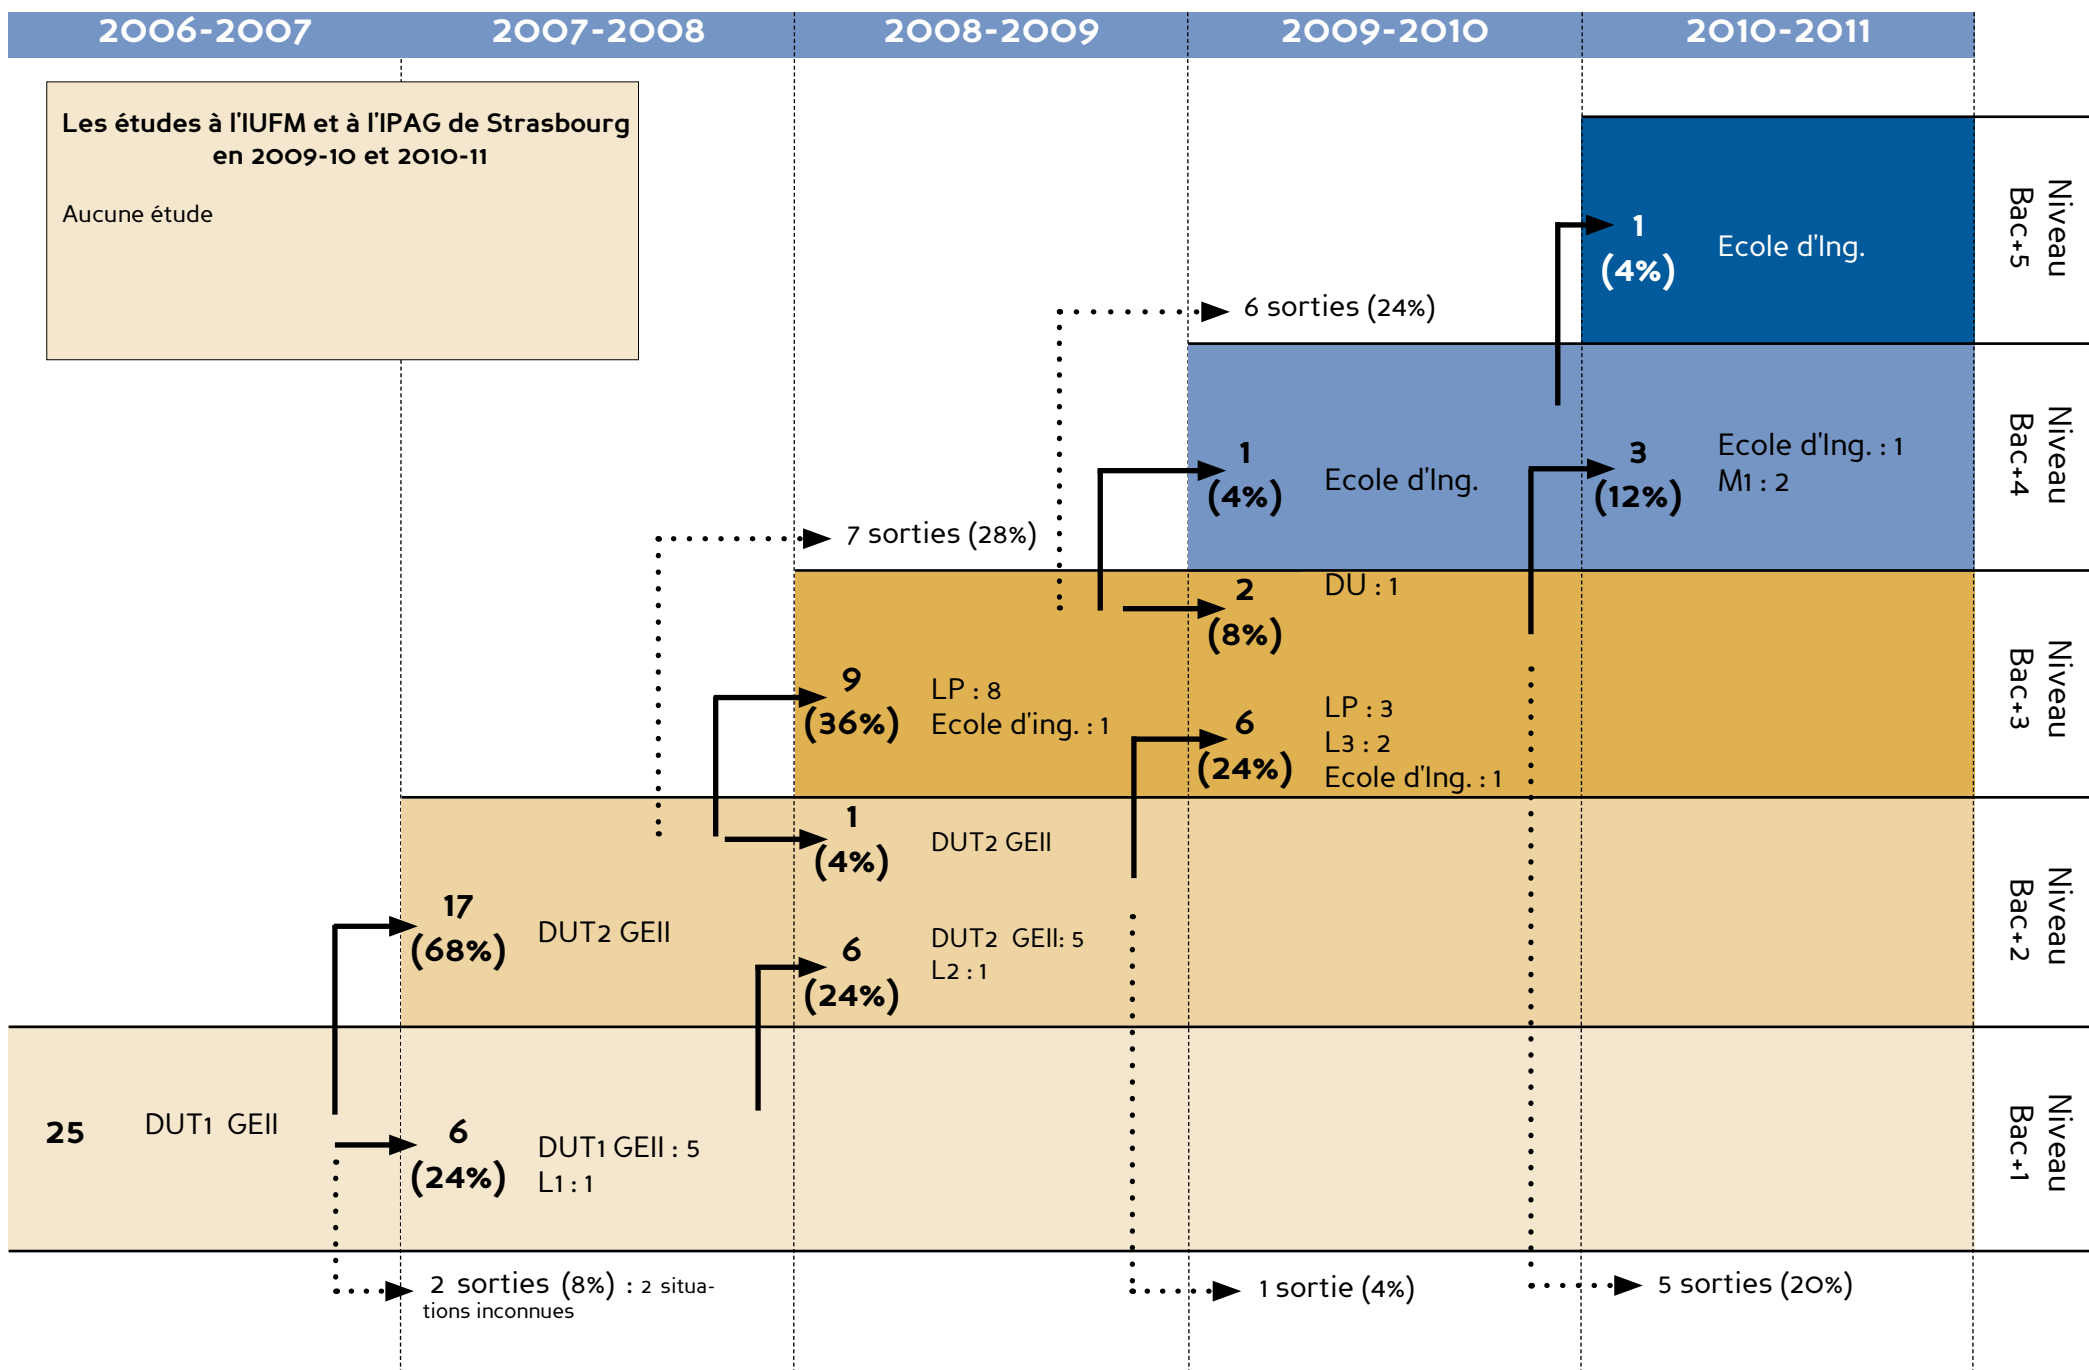 2006-2007
2007-2008
2008-2009
2009-2010
2010-2011
Les études à l'IUFM et à l'IPAG de Strasbourg
en 2009-10 et 2010-11
Aucune étude
1
(4%)
Ecole d'Ing.
Niveau
Bac+5
6 sorties (24%)
1
(4%)
Ecole d'Ing.
3
(12%)
Ecole d'Ing. : 1
M1 : 2
Niveau
Bac+4
7 sorties (28%)
2
(8%)
DU : 1
9
(36%)
LP : 8
Ecole d'ing. : 1
6
(24%)
LP : 3
L3 : 2
Ecole d'Ing. : 1
Niveau
Bac+3
1
(4%)
DUT2 GEII
17
(68%)
DUT2 GEII
6
(24%)
DUT2 GEII: 5
L2 : 1
Niveau
Bac+2
25
DUT1 GEII
6
(24%)
DUT1 GEII : 5
L1 : 1
Niveau
Bac+1
2 sorties (8%) : 2 situa-
tions inconnues
1 sortie (4%)
5 sorties (20%)